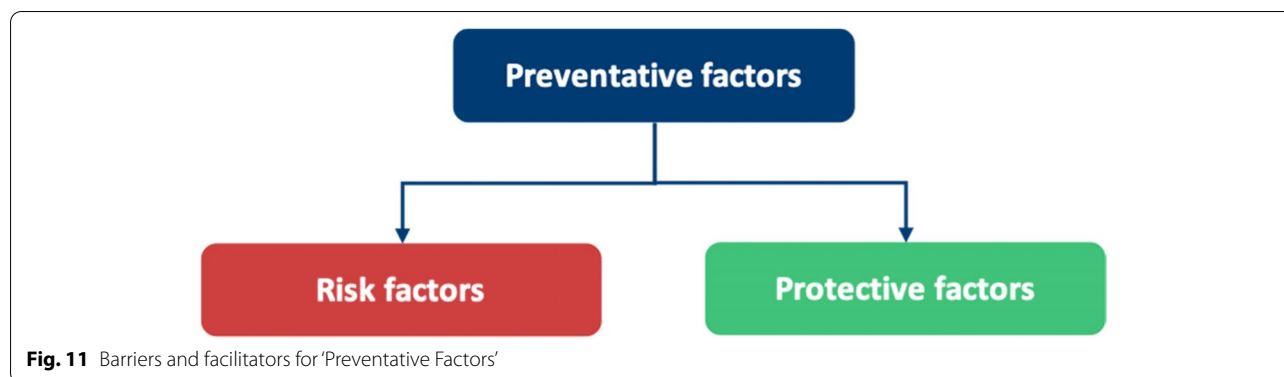 Preventative factors
Risk factors
Protective factors
Fig. 11 Barriers and facilitators for ‘Preventative Factors’